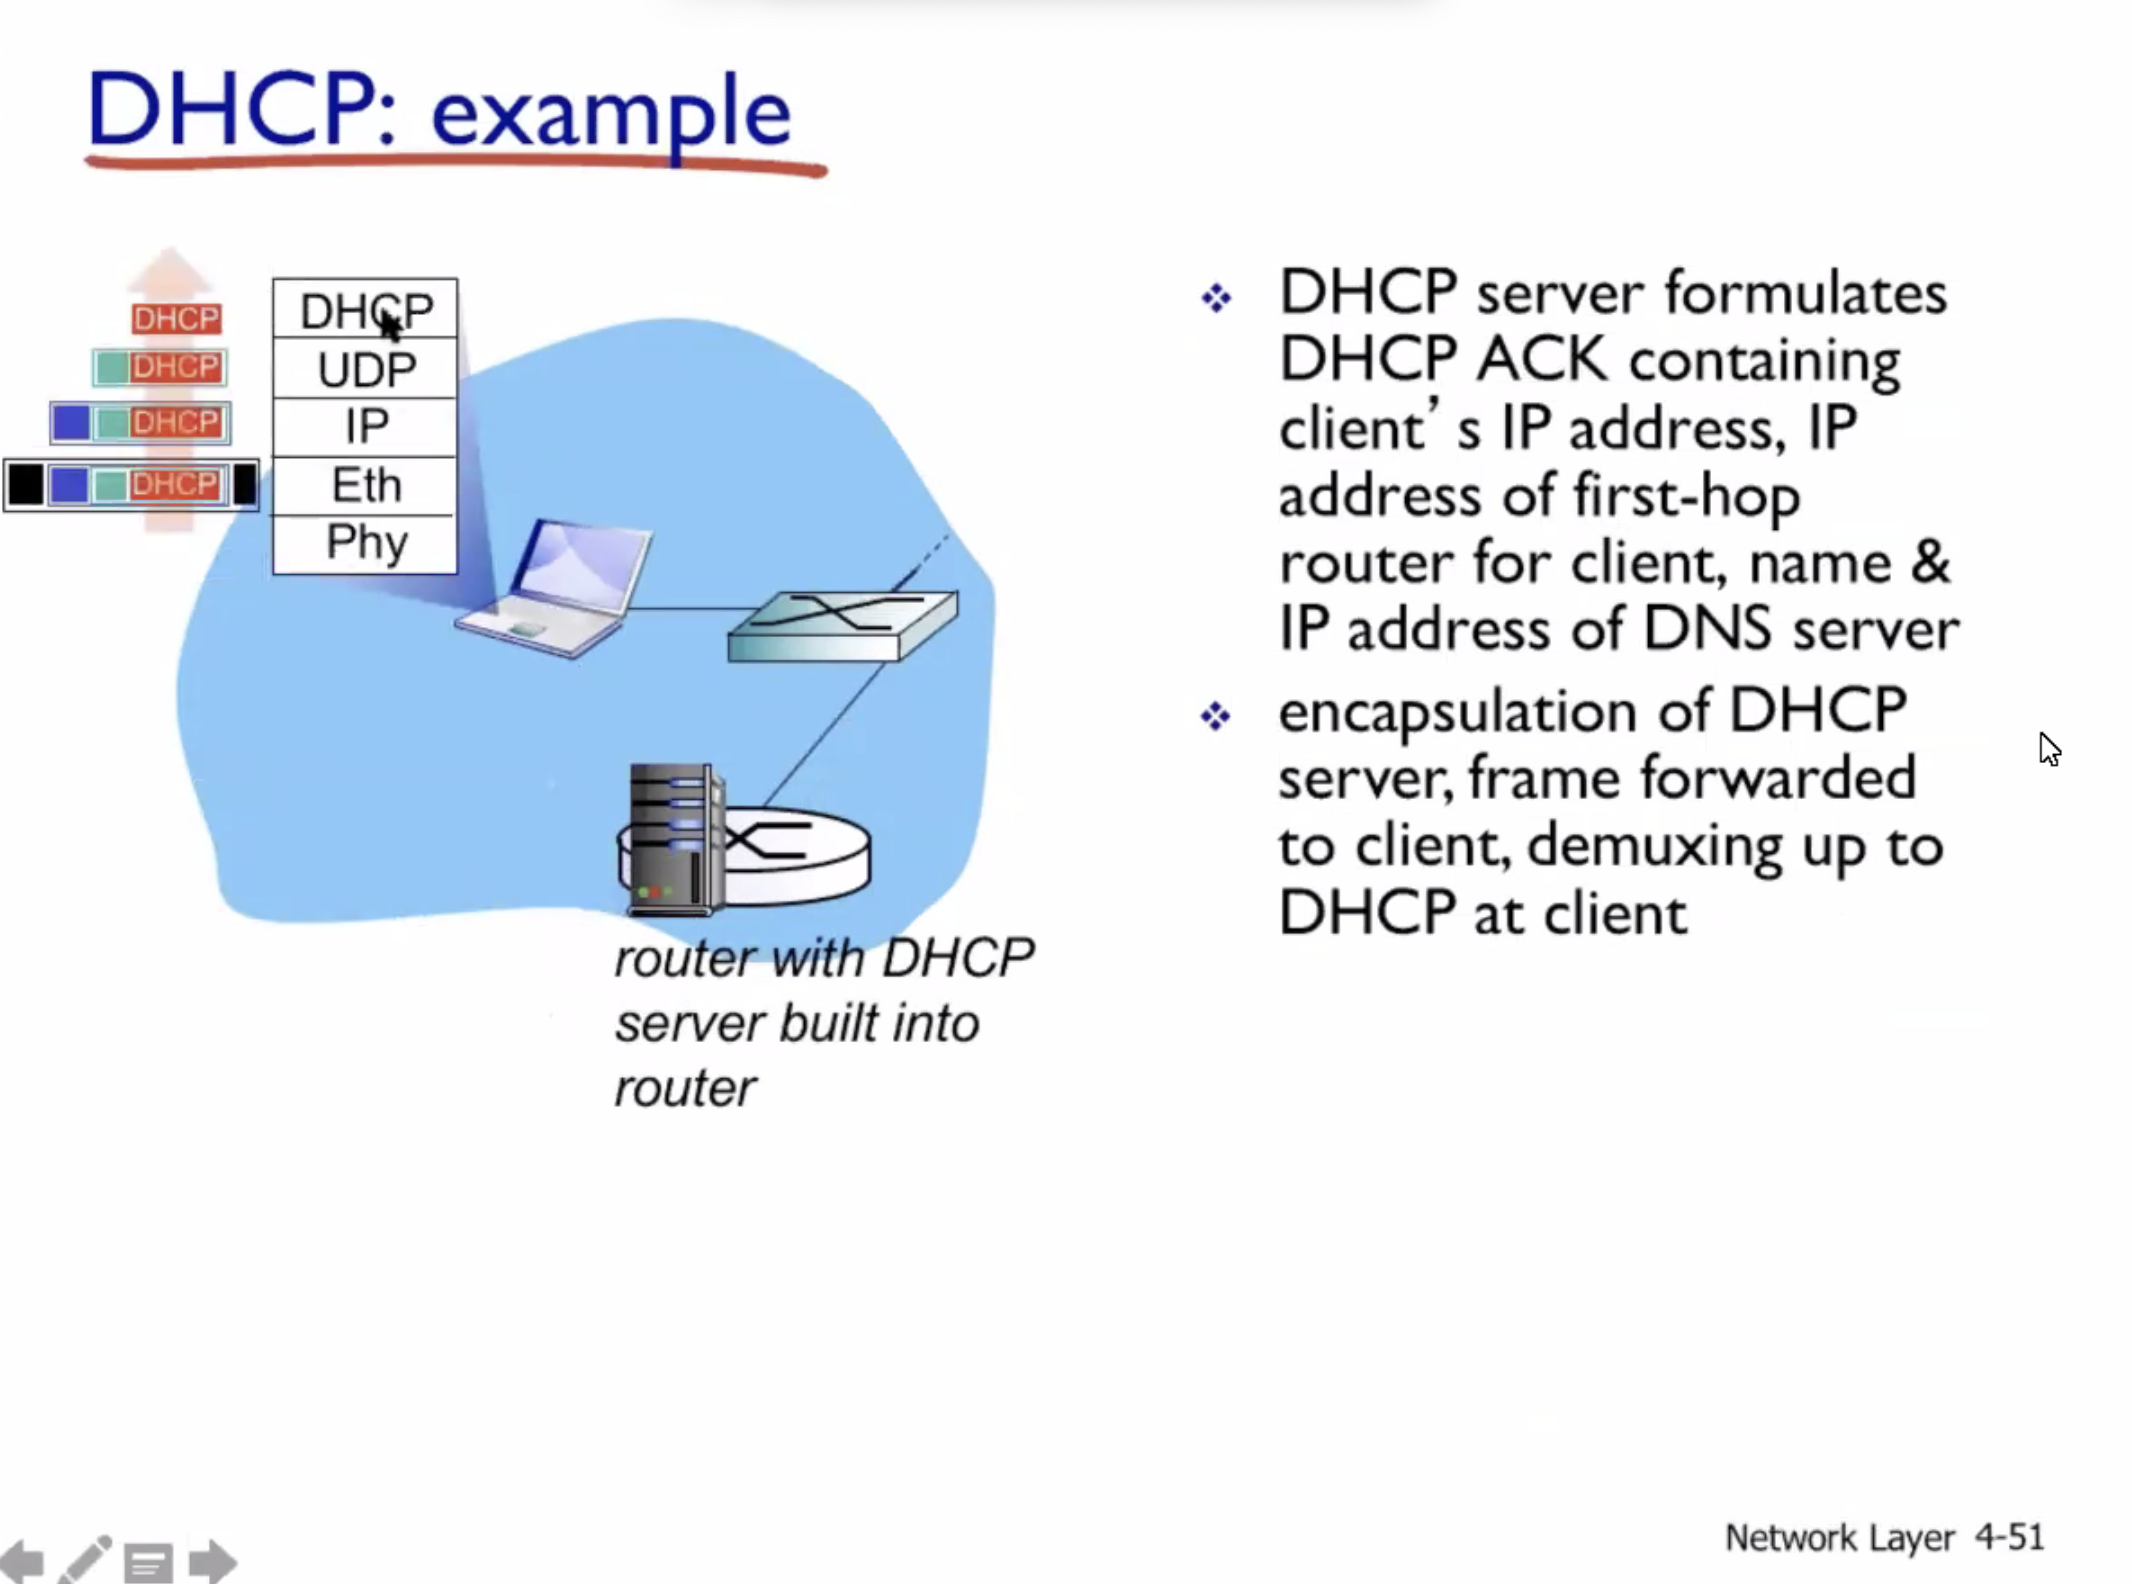 DHCP: example
DHCP
DHCP
DHCP
DHCP
DHCP
UDP
IP
Eth
Phy
router with DHCP
server built into
router
DHCP server formulates
DHCP ACK containing
client’s IP address, IP
address of first-hop
router for client, name &
IP address of DNS server
encapsulation of DHCP
server, frame forwarded
to client, demuxing up to
DHCP at client
Network Layer 4-51